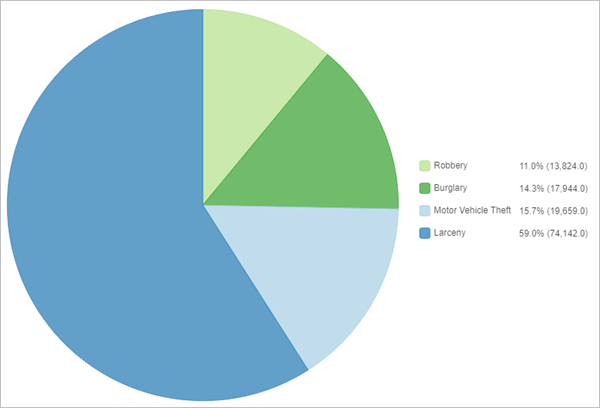 Robbery 11.0% (13,824.0)
Burglary 14.3% (17,944.0)
Motor Vehicle Theft 15.7% (19,659.0)
Larceny 59.0% (74,142.0)